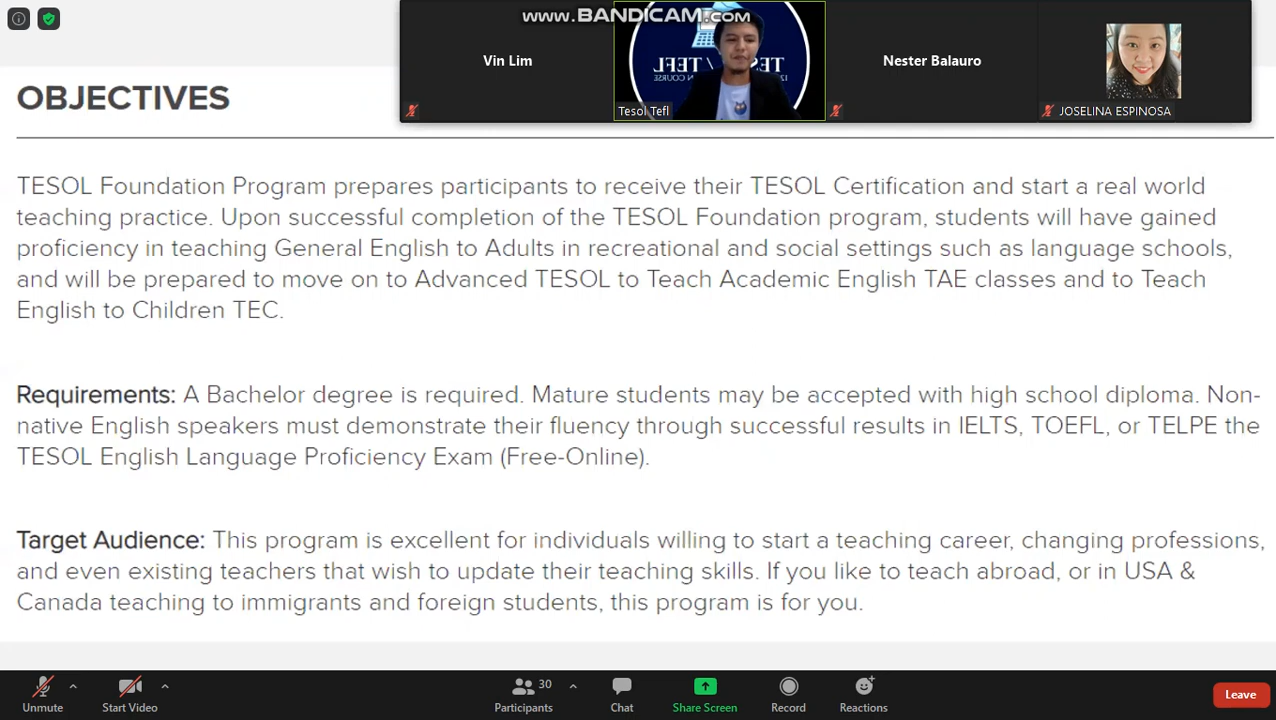 www.BANDICAM.com
Vin Lim
TESOL / TEFL
Tesol Tefl
Nester Balauro
JOSELINA ESPINOSA
OBJECTIVES
TESOL Foundation Program prepares participants to receive their TESOL Certification and start a real world
teaching practice. Upon successful completion of the TESOL Foundation program, students will have gained
proficiency in teaching General English to Adults in recreational and social settings such as language schools,
and will be prepared to move on to Advanced TESOL to Teach Academic English TAE classes and to Teach
English to Children TEC.
Requirements: A Bachelor degree is required. Mature students may be accepted with high school diploma. Non-
native English speakers must demonstrate their fluency through successful results in IELTS, TOEFL, or TELPE the
TESOL English Language Proficiency Exam (Free-Online).
Target Audience: This program is excellent for individuals willing to start a teaching career, changing professions,
and even existing teachers that wish to update their teaching skills. If you like to teach abroad, or in USA &
Canada teaching to immigrants and foreign students, this program is for you.
Unmute
Start Video
30
Participants
Chat
Share Screen
Record
Reactions
Leave